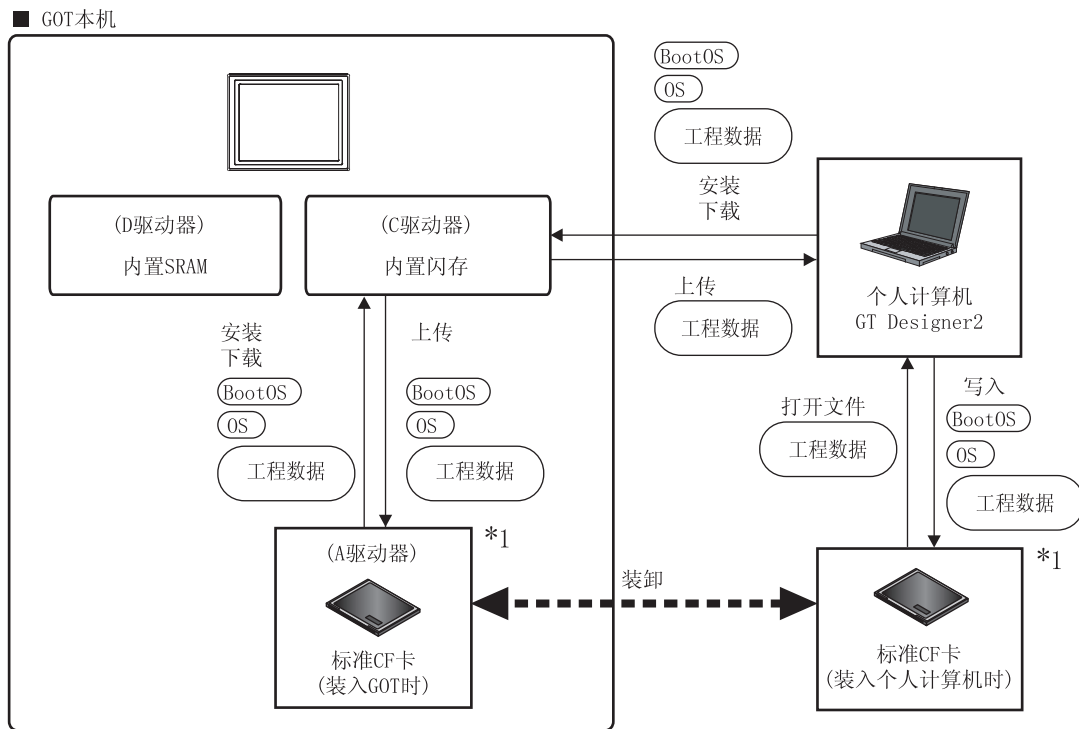 ■ GOT本机
BootOS
OS
工程数据
安装
下载
(D驱动器)
内置SRAM
(C驱动器)
内置闪存
个人计算机
GT Designer2
上传
工程数据
安装
下载
BootOS
OS
工程数据
上传
BootOS
OS
工程数据
打开文件
工程数据
写入
BootOS
OS
工程数据
(A驱动器)
*1
标准CF卡
(装入GOT时)
装卸
*1
标准CF卡
(装入个人计算机时)